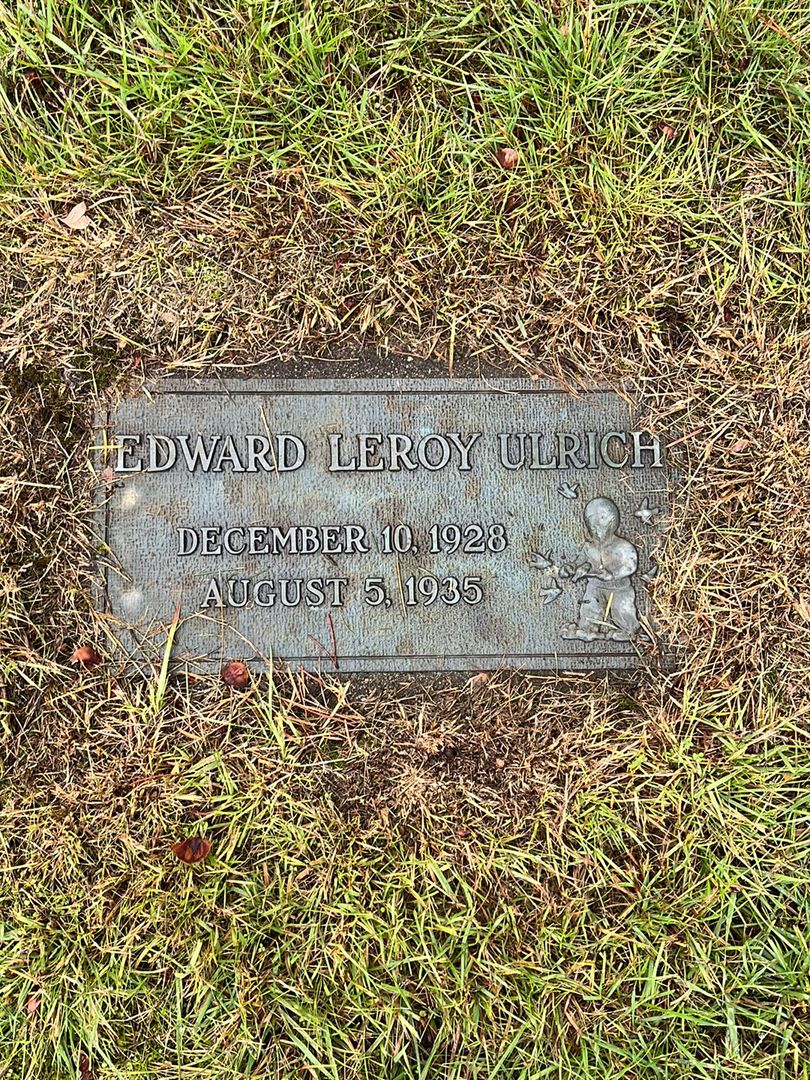 EDWARD LEROY ULRICH
DECEMBER 10, 1928
AUGUST 5, 1935